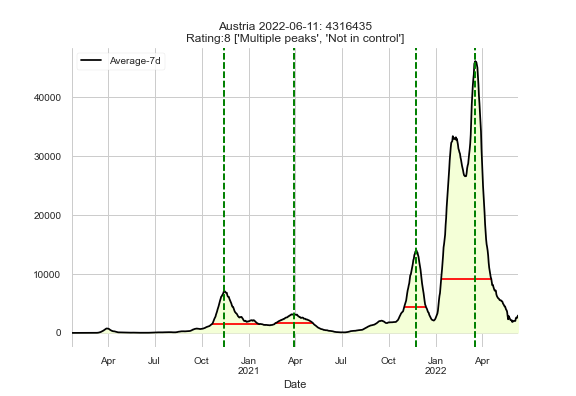 Austria 2022-06-11: 4316435
Rating:8 ['Multiple peaks', 'Not in control']
Average-7d
40000
30000
20000
10000
0
Apr Jul Oct Jan Apr Jul Oct Jan Apr
2021 2022
Date